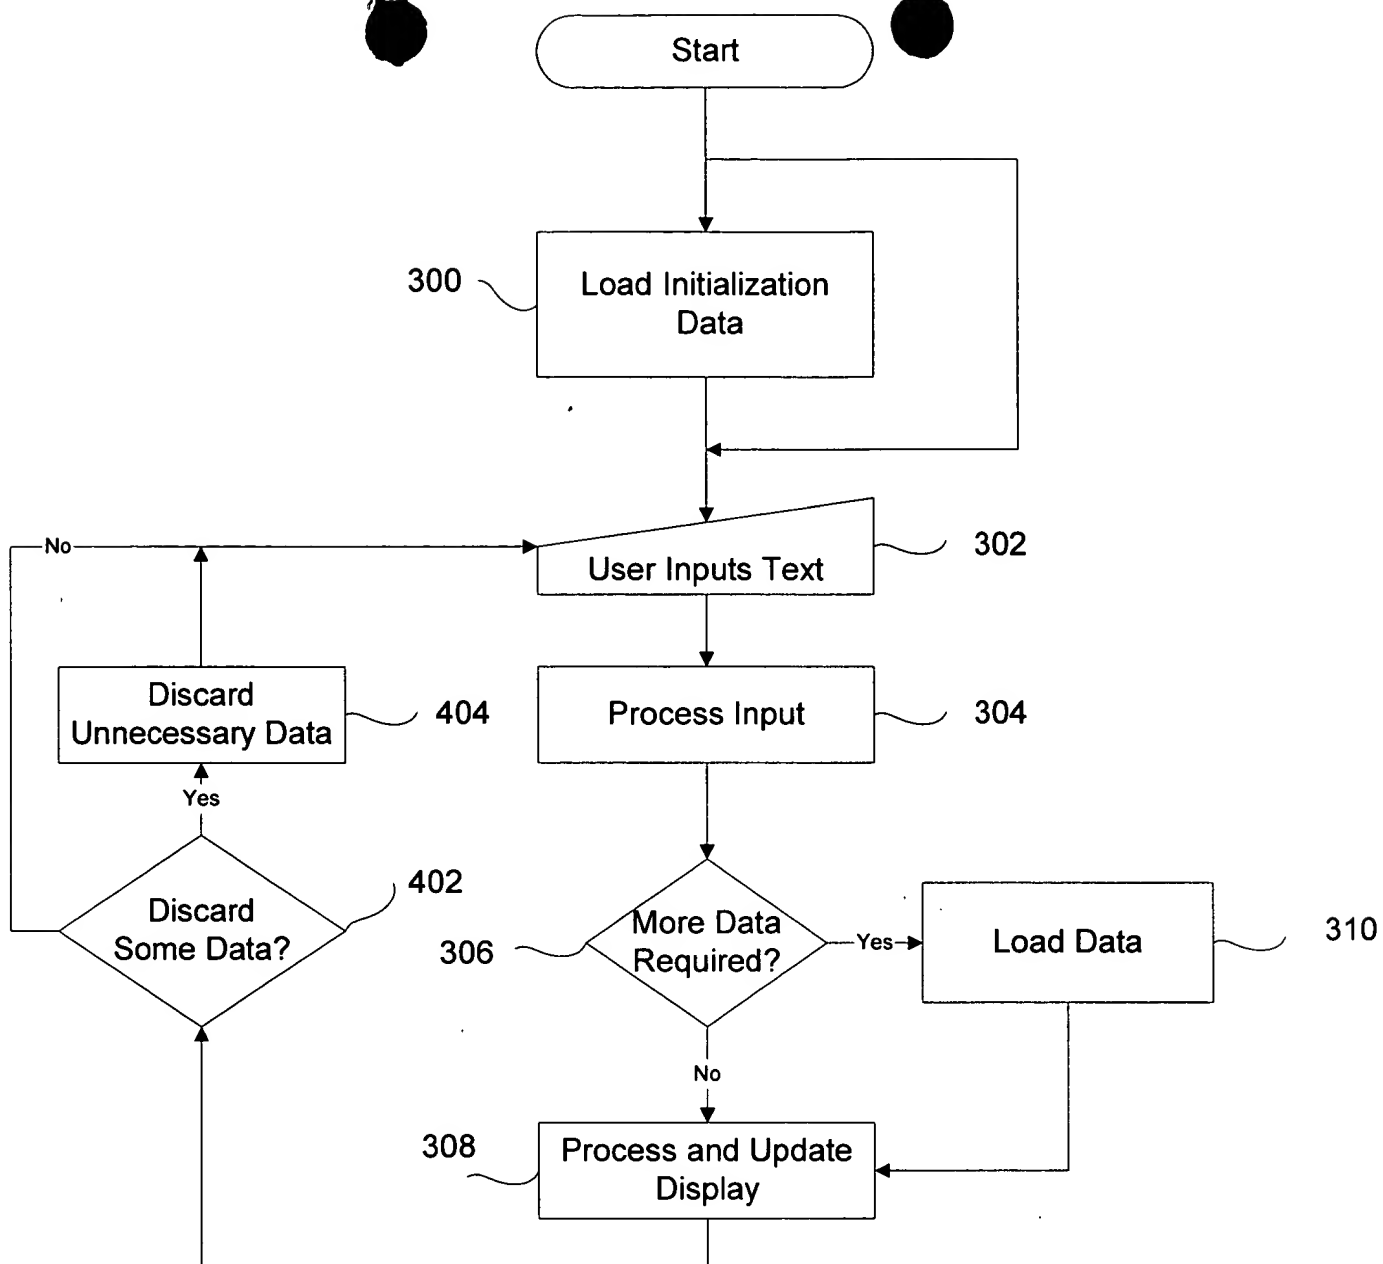 Start
300
Load Initialization
Data
No
User Inputs Text
302
Discard
Unnecessary Data
404
Process Input
304
Yes
Discard
Some Data?
402
More Data
Required?
306
Yes
Load Data
310
No
308
Process and Update
Display